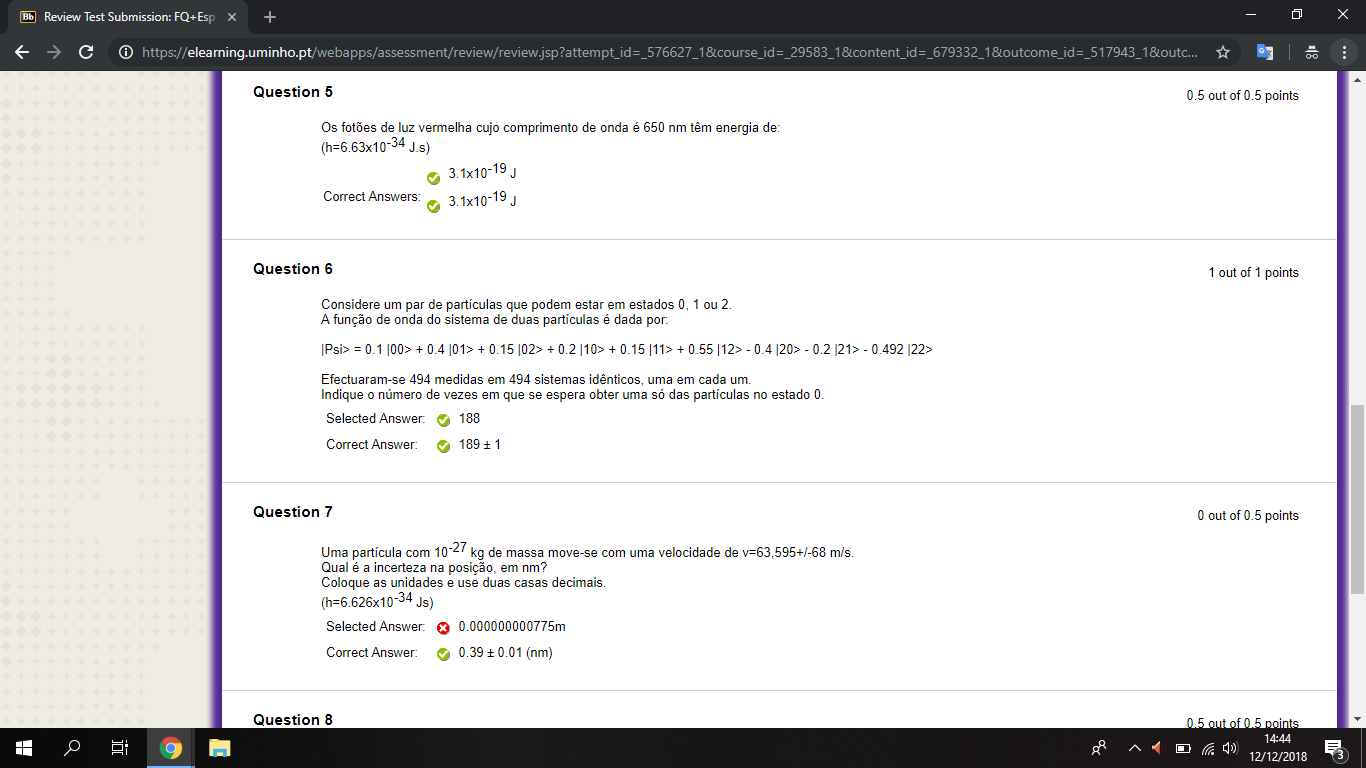 Review Test Submission: FQ+Esp
https://elearning.uminho.pt/webapps/assessment/review/review.jsp?attempt_id=_576627_1&course_id=_29583_1&content_id=_679332_1&outcome_id=_517943_1&outc...
Question 5
0.5 out of 0.5 points
Os fotões de luz vermelha cujo comprimento de onda é 650 nm têm energia de:
(h=6.63x10-34 J.s)
3.1x10-19 J
Correct Answers: 3.1x10-19 J
Question 6
1 out of 1 points
Considere um par de partículas que podem estar em estados 0, 1 ou 2.
A função de onda do sistema de duas partículas é dada por:
|Psi> = 0.1 |00> + 0.4 |01> + 0.15 |02> + 0.2 |10> + 0.15 |11> + 0.55 |12> - 0.4 |20> - 0.2 |21> - 0.492 |22>
Efectuaram-se 494 medidas em 494 sistemas idênticos, uma em cada um.
Indique o número de vezes em que se espera obter uma só das partículas no estado 0.
Selected Answer: 188
Correct Answer: 189 ± 1
Question 7
0 out of 0.5 points
Uma partícula com 10-27 kg de massa move-se com uma velocidade de v=63,595+/-68 m/s.
Qual é a incerteza na posição, em nm?
Coloque as unidades e use duas casas decimais.
(h=6.626x10-34 Js)
Selected Answer: 0.000000000775m
Correct Answer: 0.39 ± 0.01 (nm)
Question 8
0.5 out of 0.5 points
14:44
12/12/2018
3